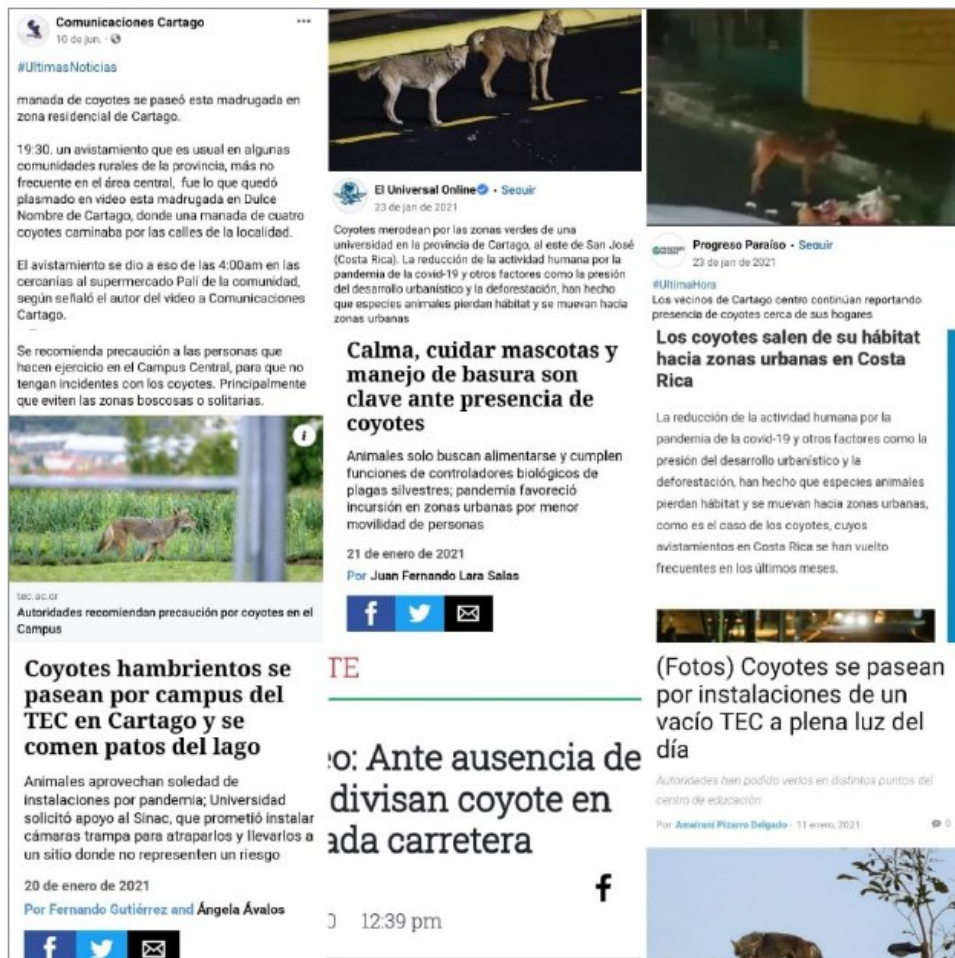 Comunicaciones Cartago
10 de jun. ·
#UltimasNoticias
manada de coyotes se paseó esta madrugada en
zona residencial de Cartago.
19:30. un avistamiento que es usual en algunas
comunidades rurales de la provincia, más no
frecuente en el área central, fue lo que quedó
plasmado en video esta madrugada en Dulce
Nombre de Cartago, donde una manada de cuatro
coyotes caminaba por las calles de la localidad.
El avistamiento se dio a eso de las 4:00am en las
cercanías al supermercado Palí de la comunidad,
según señaló el autor del video a Comunicaciones
Cartago.
Se recomienda precaución a las personas que
hacen ejercicio en el Campus Central, para que no
tengan incidentes con los coyotes. Principalmente
que eviten las zonas boscosas o solitarias.
i
tec.ac.cr
Autoridades recomiendan precaución por coyotes en el
Campus
Coyotes hambrientos se
pasean por campus del
TEC en Cartago y se
comen patos del lago
Animales aprovechan soledad de
instalaciones por pandemia; Universidad
solicitó apoyo al Sinac, que prometió instalar
cámaras trampa para atraparlos y llevarlos a
un sitio donde no representen un riesgo
20 de enero de 2021
Por Fernando Gutiérrez and Ángela Ávalos
El Universal Online · Seguir
23 de jan de 2021
Coyotes merodean por las zonas verdes de una
universidad en la provincia de Cartago, al este de San José
(Costa Rica). La reducción de la actividad humana por la
pandemia de la covid-19 y otros factores como la presión
del desarrollo urbanístico y la deforestación, han hecho
que especies animales pierdan hábitat y se muevan hacia
zonas urbanas
Calma, cuidar mascotas y
manejo de basura son
clave ante presencia de
coyotes
Animales solo buscan alimentarse y cumplen
funciones de controladores biológicos de
plagas silvestres; pandemia favoreció
incursión en zonas urbanas por menor
movilidad de personas
21 de enero de 2021
Por Juan Fernando Lara Salas
TE
eo: Ante ausencia de
divisan coyote en
ada carretera
0 12:39 pm
Progreso Paraíso · Seguir
23 de jan de 2021
#UltimaHora
Los vecinos de Cartago centro continúan reportando
presencia de coyotes cerca de sus hogares
Los coyotes salen de su hábitat
hacia zonas urbanas en Costa
Rica
La reducción de la actividad humana por la
pandemia de la covid-19 y otros factores como la
presión del desarrollo urbanístico y la
deforestación, han hecho que especies animales
pierdan hábitat y se muevan hacia zonas urbanas,
como es el caso de los coyotes, cuyos
avistamientos en Costa Rica se han vuelto
frecuentes en los últimos meses.
(Fotos) Coyotes se pasean
por instalaciones de un
vacío TEC a plena luz del
día
Autoridades han podido verlos en distintos puntos del
centro de educación
Por Ameirani Pizarro Delgado - 11 enero, 2021 0